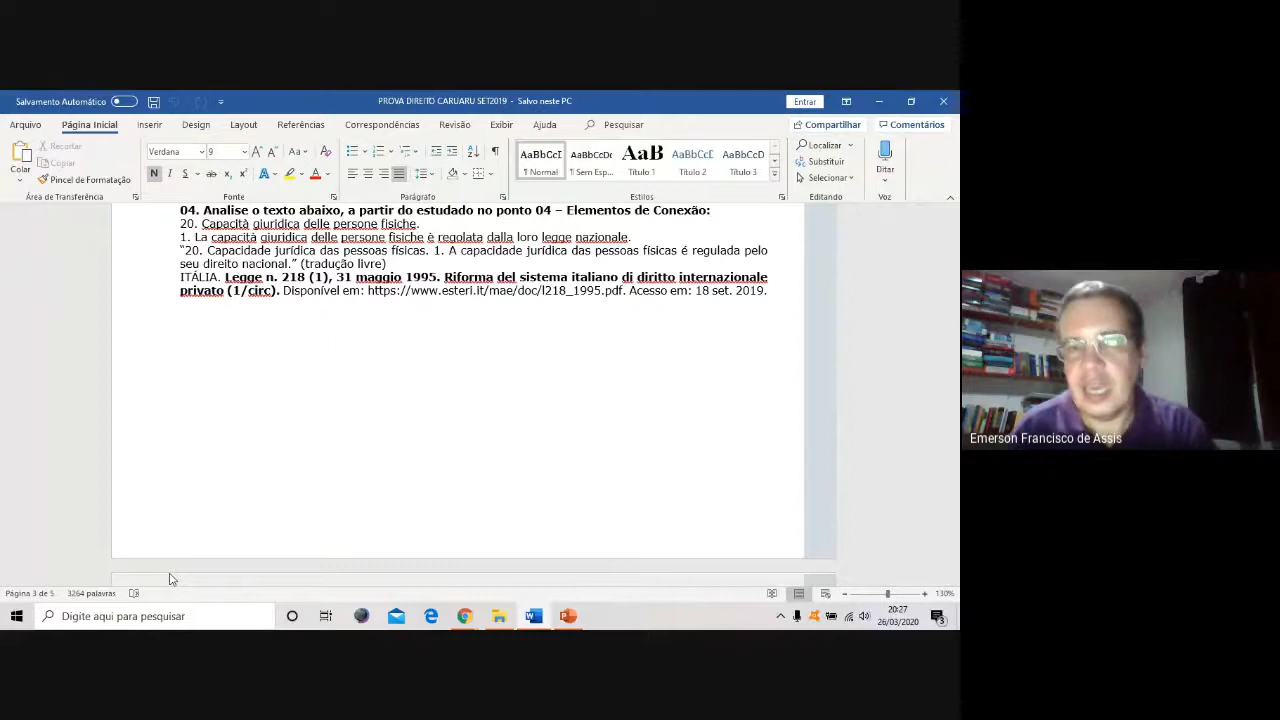 Salvamento Automático
PROVA DIREITO CARUARU SET2019 - Salvo neste PC
Entrar
Arquivo Página Inicial Inserir Design Layout Referências Correspondências Revisão Exibir Ajuda Pesquisar Compartilhar Comentários
Colar
Recortar
Copiar
Pincel de Formatação
Área de Transferência
Verdana 9
Fonte
Parágrafo
AaBbCcI AaBbCcDc AaB AaBbCcD AaBbCcD
¶ Normal ¶ Sem Esp... Título 1 Título 2 Título 3
Estilos
Localizar
Substituir
Selecionar
Editando
Ditar
Voz
04. Analise o texto abaixo, a partir do estudado no ponto 04 – Elementos de Conexão:
20. Capacità giuridica delle persone fisiche.
1. La capacità giuridica delle persone fisiche è regolata dalla loro legge nazionale.
"20. Capacidade jurídica das pessoas físicas. 1. A capacidade jurídica das pessoas físicas é regulada pelo
seu direito nacional." (tradução livre)
ITÁLIA. Legge n. 218 (1), 31 maggio 1995. Riforma del sistema italiano di diritto internazionale
privato (1/circ). Disponível em: https://www.esteri.it/mae/doc/l218_1995.pdf. Acesso em: 18 set. 2019.
Emerson Francisco de Assis
Página 3 de 5 3264 palavras
130%
Digite aqui para pesquisar
20:27
26/03/2020